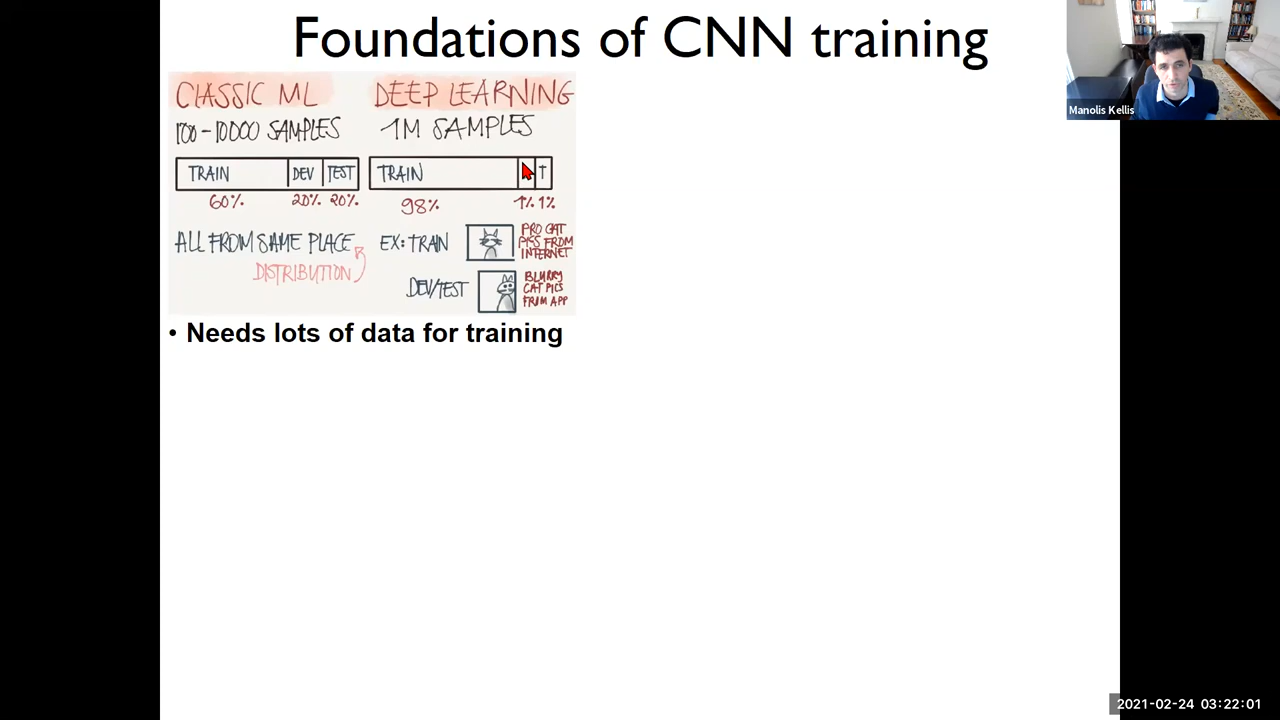 Foundations of CNN training
Manolis Kellis
CLASSIC ML
100-10000 SAMPLES
TRAIN DEV TEST
60% 20% 20%
ALL FROM SAME PLACE
DISTRIBUTION
DEEP LEARNING
1M SAMPLES
TRAIN T
98% 1% 1%
EX: TRAIN
PRO CAT
PICS FROM
INTERNET
DEV/TEST
BLURRY
CAT PICS
FROM APP
• Needs lots of data for training
2021-02-24 03:22:01